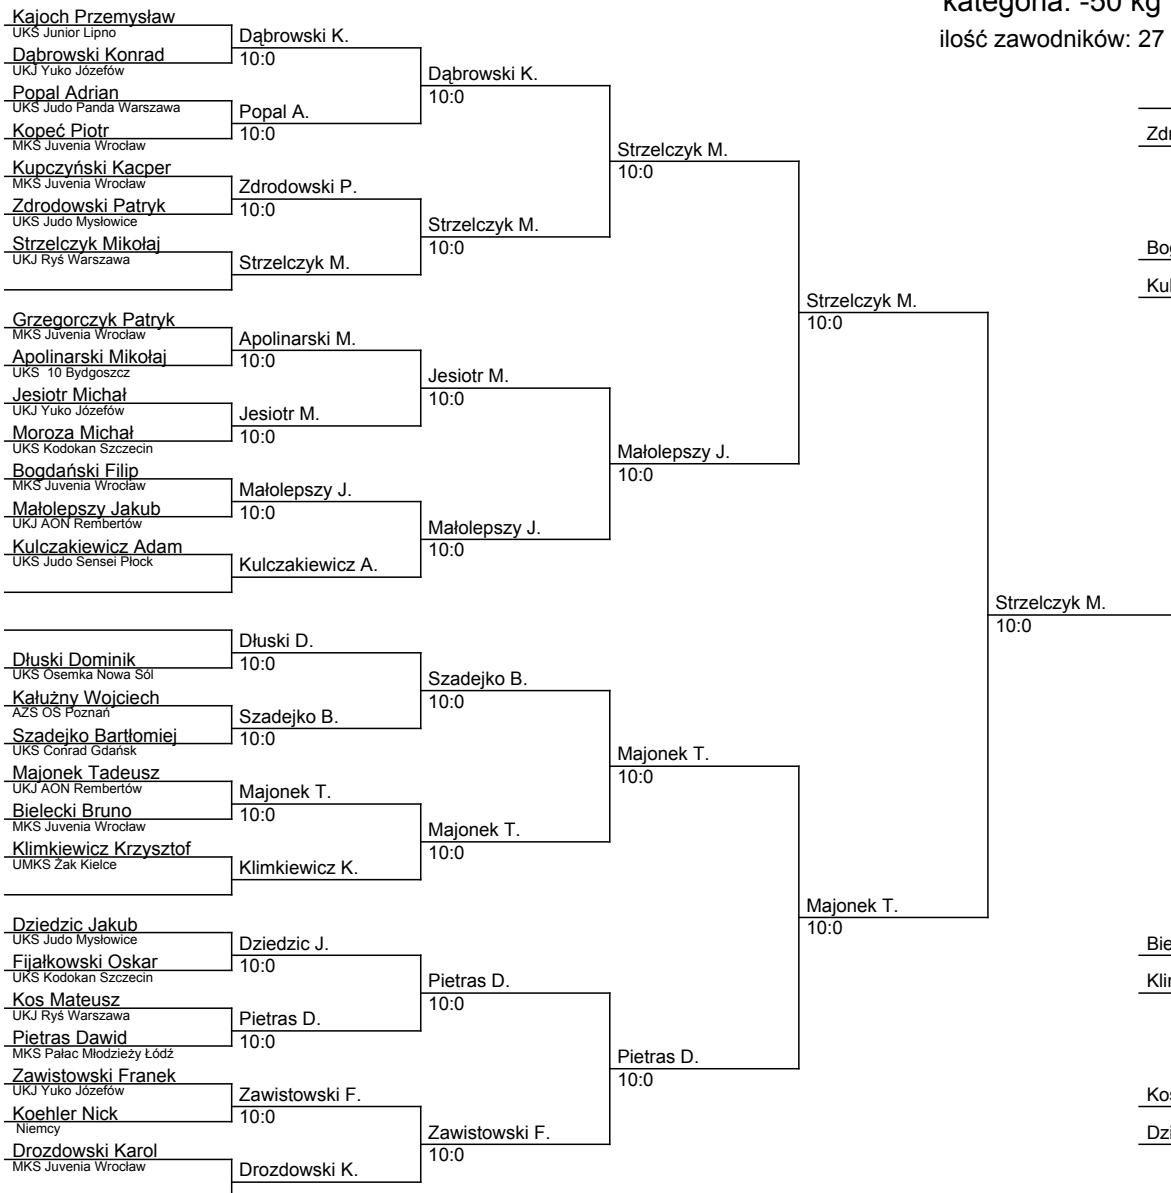 kategoria: -50 kg
ilość zawodników: 27
Kajoch Przemysław
UKS Junior Lipno
Dąbrowski Konrad
UKJ Yuko Józefów
Popal Adrian
UKS Judo Panda Warszawa
Kopeć Piotr
MKS Juvenia Wrocław
Kupczyński Kacper
MKS Juvenia Wrocław
Zdrodowski Patryk
UKS Judo Mysłowice
Strzelczyk Mikołaj
UKJ Ryś Warszawa
Grzegorczyk Patryk
MKS Juvenia Wrocław
Apolinarski Mikołaj
UKS 10 Bydgoszcz
Jesiotr Michał
UKJ Yuko Józefów
Moroza Michał
UKS Kodokan Szczecin
Bogdański Filip
MKS Juvenia Wrocław
Małolepszy Jakub
UKJ AON Rembertów
Kulczakiewicz Adam
UKS Judo Sensei Płock
Dłuski Dominik
UKS Ósemka Nowa Sól
Kałużny Wojciech
AZS OŚ Poznań
Szadejko Bartłomiej
UKS Conrad Gdańsk
Majonek Tadeusz
UKJ AON Rembertów
Bielecki Bruno
MKS Juvenia Wrocław
Klimkiewicz Krzysztof
UMKS Żak Kielce
Dziedzic Jakub
UKS Judo Mysłowice
Fijałkowski Oskar
UKS Kodokan Szczecin
Kos Mateusz
UKJ Ryś Warszawa
Pietras Dawid
MKS Pałac Młodzieży Łódź
Zawistowski Franek
UKJ Yuko Józefów
Koehler Nick
Niemcy
Drozdowski Karol
MKS Juvenia Wrocław
Dąbrowski K.
10:0
Popal A.
10:0
Zdrodowski P.
10:0
Strzelczyk M.
Apolinarski M.
10:0
Jesiotr M.
10:0
Małolepszy J.
10:0
Kulczakiewicz A.
Dłuski D.
10:0
Szadejko B.
10:0
Majonek T.
10:0
Klimkiewicz K.
Dziedzic J.
10:0
Pietras D.
10:0
Zawistowski F.
10:0
Drozdowski K.
Dąbrowski K.
10:0
Strzelczyk M.
10:0
Jesiotr M.
10:0
Małolepszy J.
10:0
Szadejko B.
10:0
Majonek T.
10:0
Pietras D.
10:0
Zawistowski F.
10:0
Strzelczyk M.
10:0
Małolepszy J.
10:0
Majonek T.
10:0
Pietras D.
10:0
Strzelczyk M.
10:0
Majonek T.
10:0
Strzelczyk M.
10:0